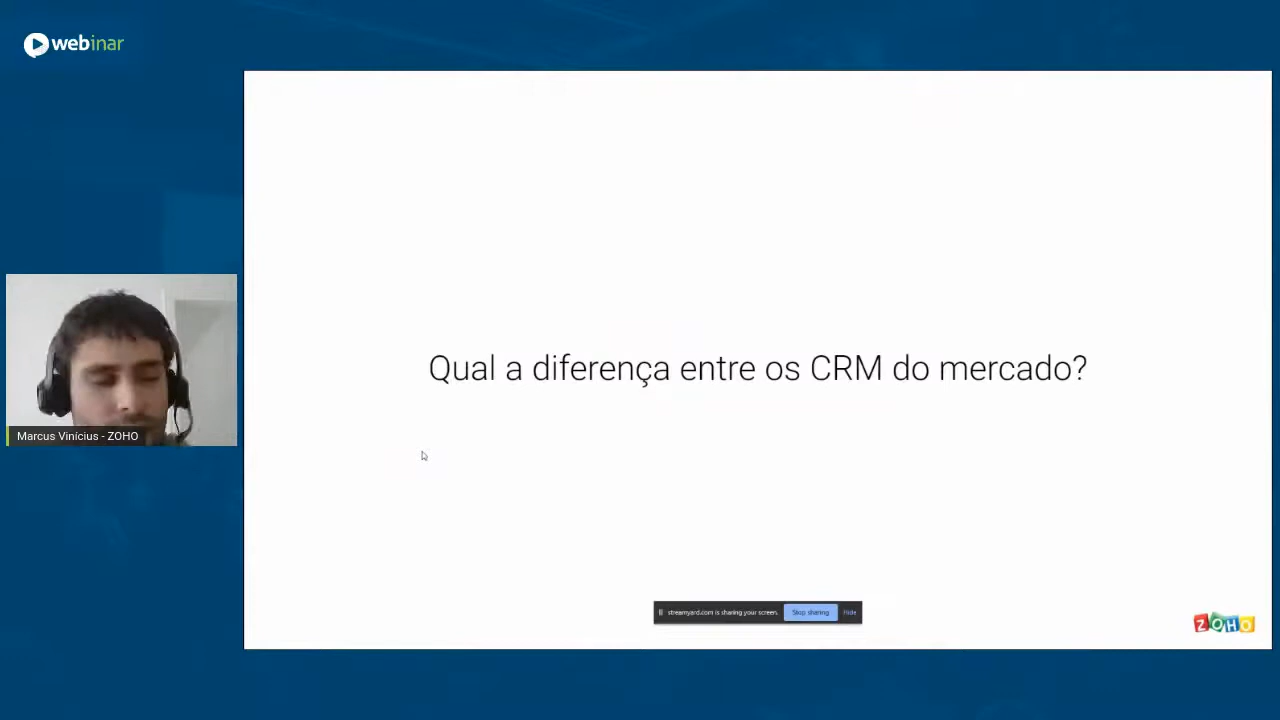 webinar
Qual a diferença entre os CRM do mercado?
Marcus Vinícius - ZOHO
streamyard.com is sharing your screen. Stop sharing Hide
ZOHO